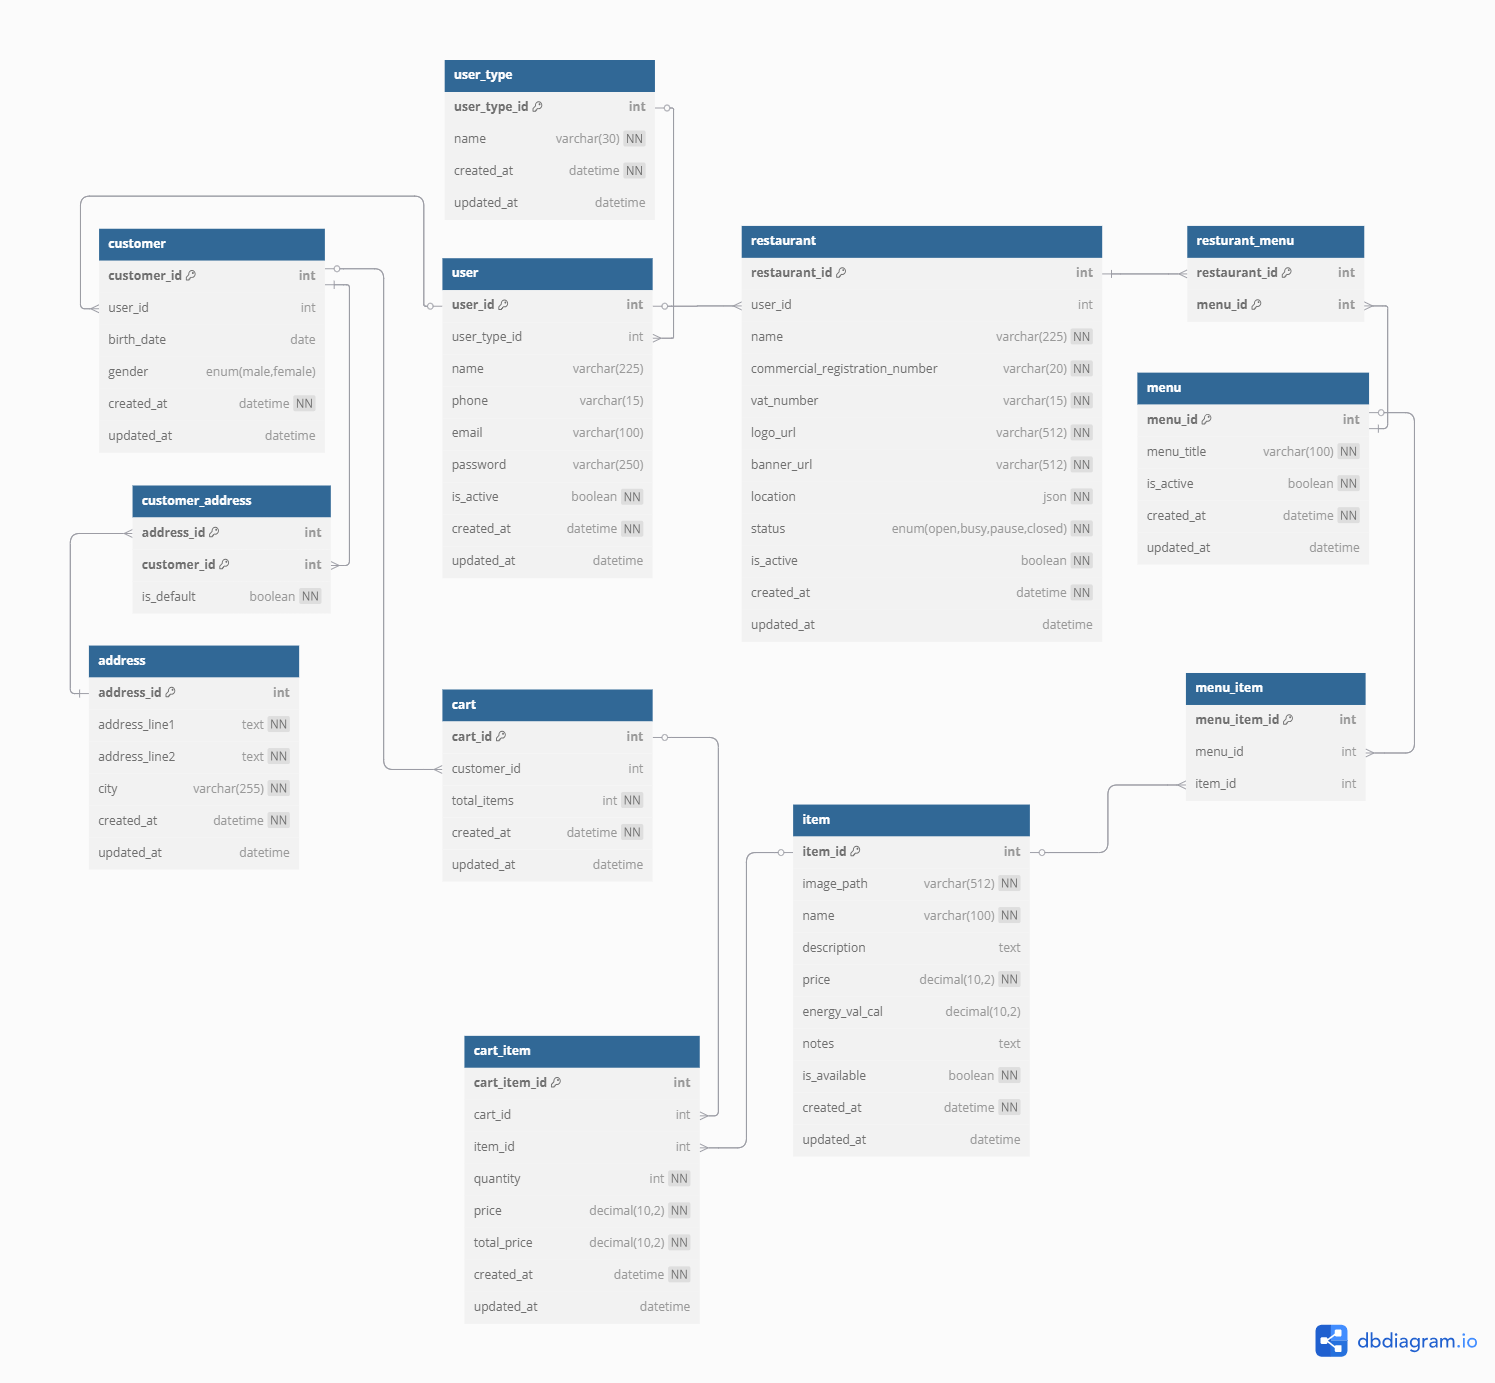 user_type
user_type_id int
name varchar(30) NN
created_at datetime NN
updated_at datetime
customer
customer_id int
user_id int
birth_date date
gender enum(male,female)
created_at datetime NN
updated_at datetime
user
user_id int
user_type_id int
name varchar(225)
phone varchar(15)
email varchar(100)
password varchar(250)
is_active boolean NN
created_at datetime NN
updated_at datetime
restaurant
restaurant_id int
user_id int
name varchar(225) NN
commercial_registration_number varchar(20) NN
vat_number varchar(15) NN
logo_url varchar(512) NN
banner_url varchar(512) NN
location json NN
status enum(open,busy,pause,closed) NN
is_active boolean NN
created_at datetime NN
updated_at datetime
resturant_menu
restaurant_id int
menu_id int
menu
menu_id int
menu_title varchar(100) NN
is_active boolean NN
created_at datetime NN
updated_at datetime
customer_address
address_id int
customer_id int
is_default boolean NN
address
address_id int
address_line1 text NN
address_line2 text NN
city varchar(255) NN
created_at datetime NN
updated_at datetime
cart
cart_id int
customer_id int
total_items int NN
created_at datetime NN
updated_at datetime
menu_item
menu_item_id int
menu_id int
item_id int
item
item_id int
image_path varchar(512) NN
name varchar(100) NN
description text
price decimal(10,2) NN
energy_val_cal decimal(10,2)
notes text
is_available boolean NN
created_at datetime NN
updated_at datetime
cart_item
cart_item_id int
cart_id int
item_id int
quantity int NN
price decimal(10,2) NN
total_price decimal(10,2) NN
created_at datetime NN
updated_at datetime
dbdiagram.io